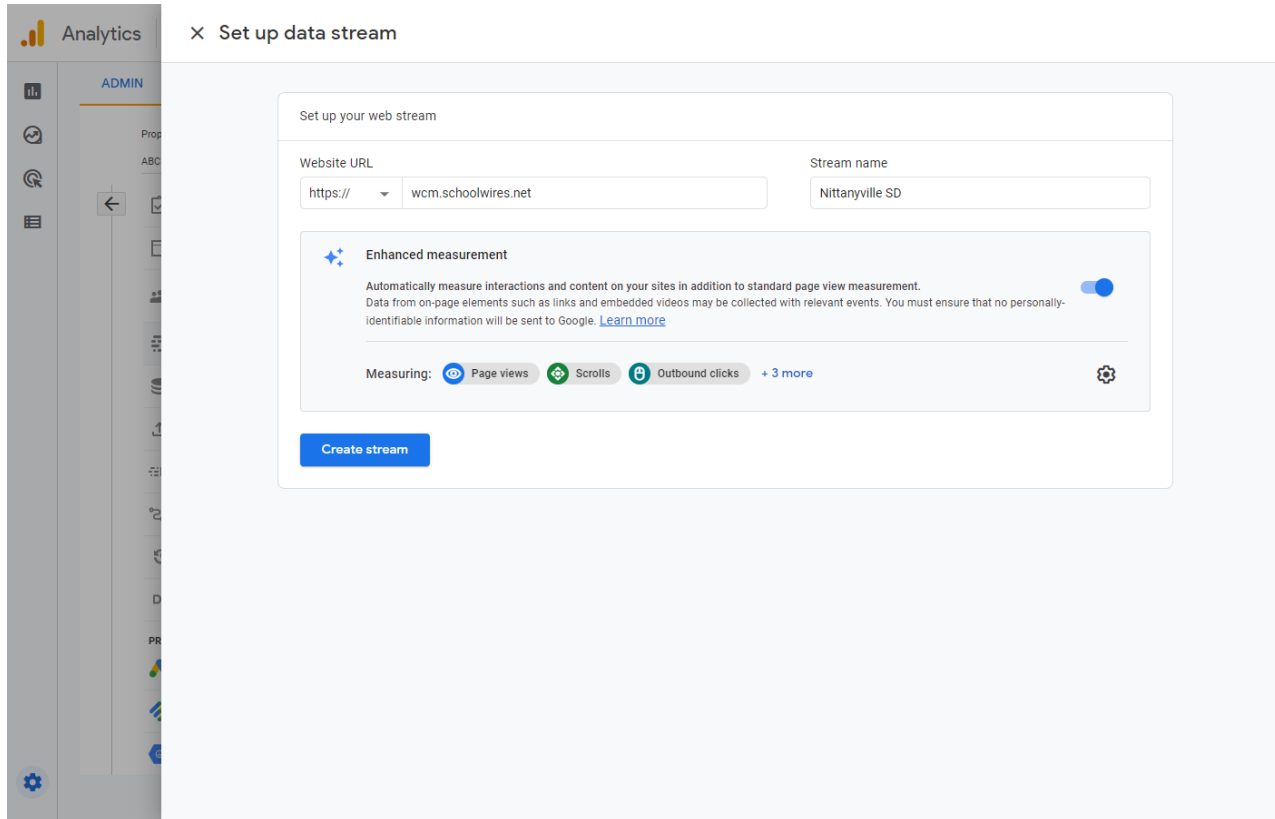 Analytics
Set up data stream
ADMIN
Prop
ABC
Set up your web stream
Website URL
Stream name
https://
wcm.schoolwires.net
Nittanyville SD
Enhanced measurement
Automatically measure interactions and content on your sites in addition to standard page view measurement.
Data from on-page elements such as links and embedded videos may be collected with relevant events. You must ensure that no personally-
identifiable information will be sent to Google. Learn more
Measuring:
Page views
Scrolls
Outbound clicks
+ 3 more
Create stream
D
PR